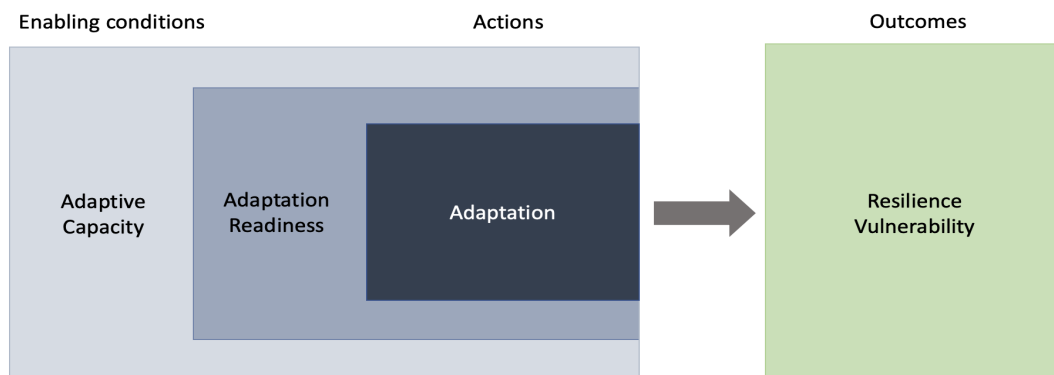 Enabling conditions
Actions
Outcomes
Adaptive
Capacity
Adaptation
Readiness
Adaptation
Resilience
Vulnerability